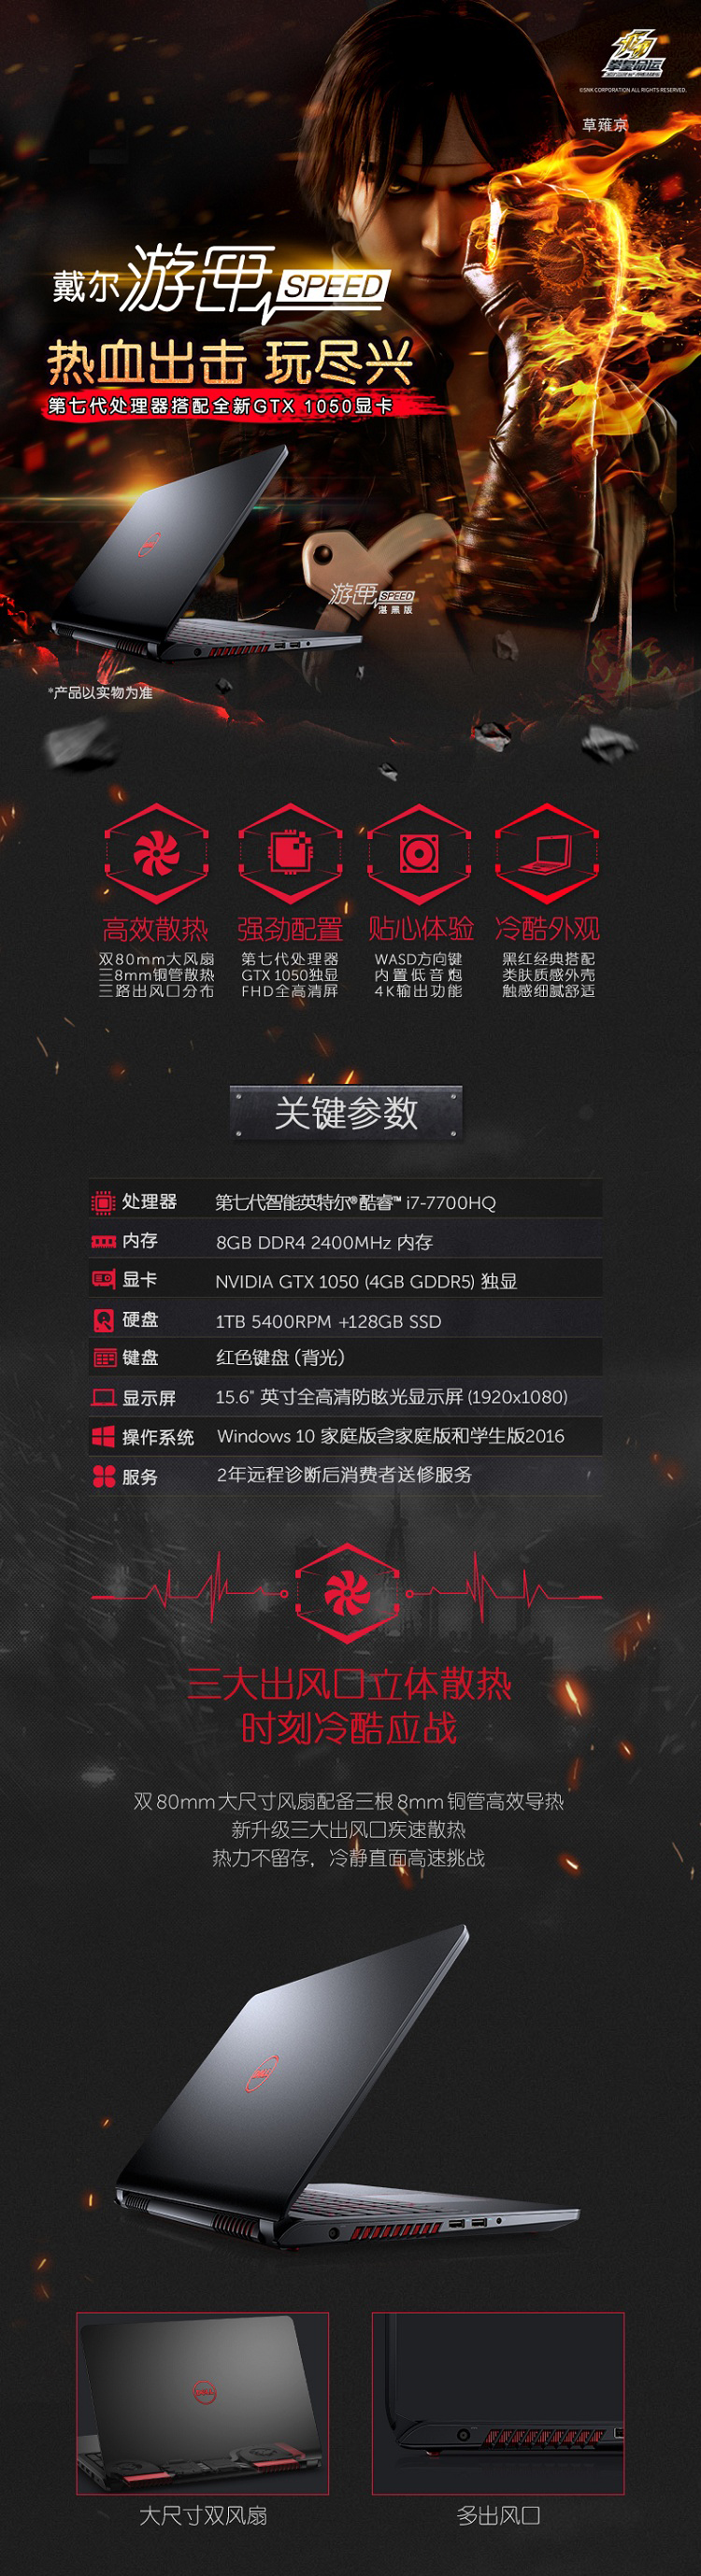 ©SNK CORPORATION ALL RIGHTS RESERVED.
草薙京
戴尔游匣 SPEED
热血出击 玩尽兴
第七代处理器搭配全新GTX 1050显卡
游匣 SPEED
湛黑版
*产品以实物为准
高效散热
双80mm大风扇
三8mm铜管散热
三路出风口分布
强劲配置
第七代处理器
GTX 1050独显
FHD全高清屏
贴心体验
WASD方向键
内置低音炮
4K输出功能
冷酷外观
黑红经典搭配
类肤质感外壳
触感细腻舒适
关键参数
处理器 第七代智能英特尔®酷睿™ i7-7700HQ
内存 8GB DDR4 2400MHz 内存
显卡 NVIDIA GTX 1050 (4GB GDDR5) 独显
硬盘 1TB 5400RPM +128GB SSD
键盘 红色键盘 (背光)
显示屏 15.6" 英寸全高清防眩光显示屏 (1920x1080)
操作系统 Windows 10 家庭版含家庭版和学生版2016
服务 2年远程诊断后消费者送修服务
三大出风口立体散热
时刻冷酷应战
双 80mm 大尺寸风扇配备三根 8mm 铜管高效导热
新升级三大出风口疾速散热
热力不留存，冷静直面高速挑战
DELL
大尺寸双风扇
多出风口